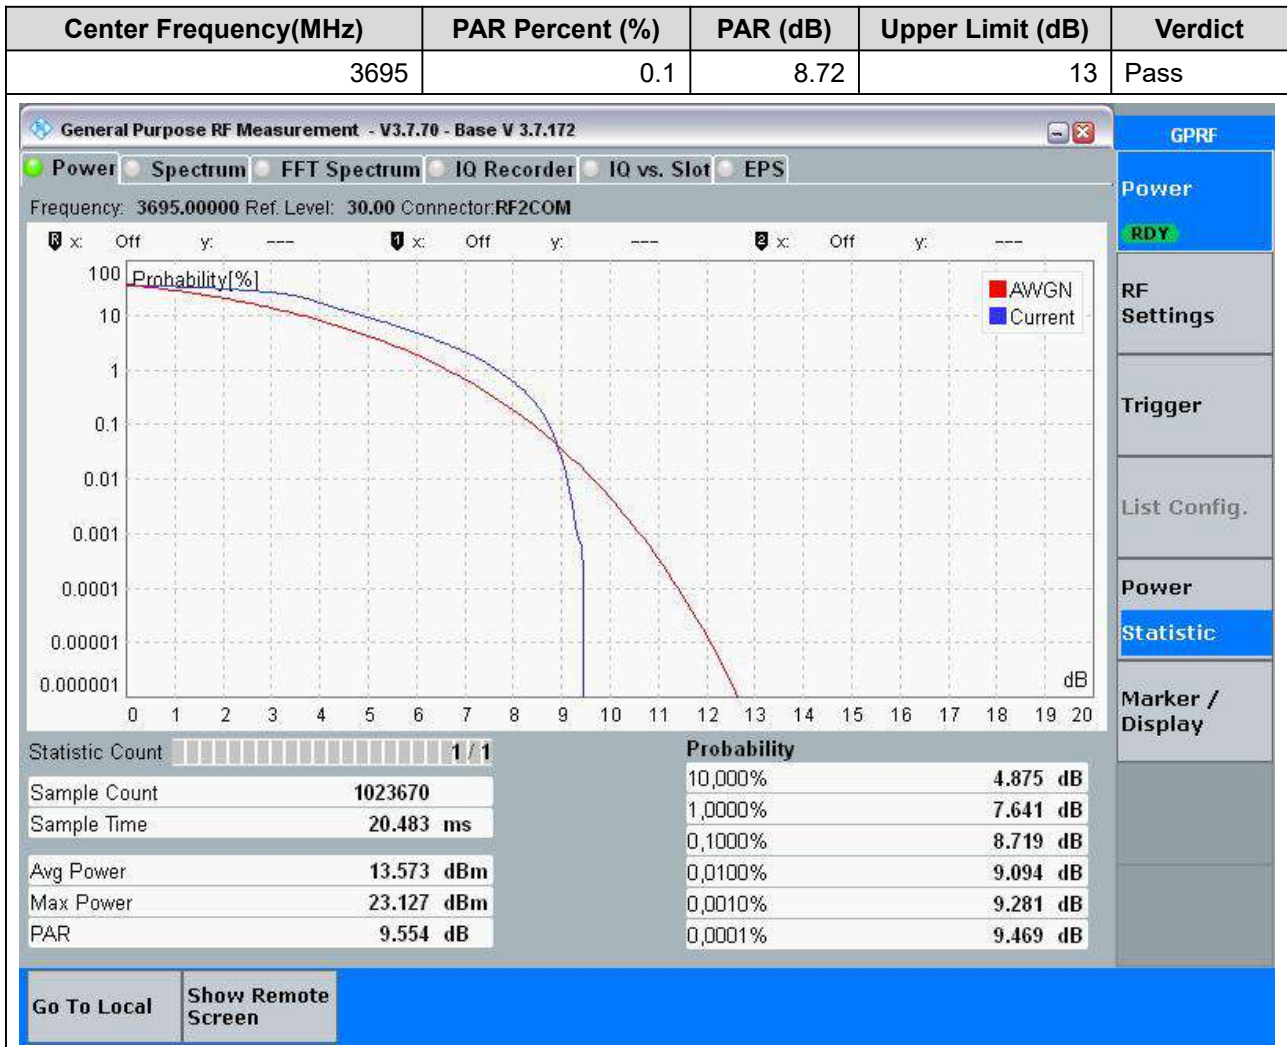 Center Frequency(MHz) PAR Percent (%) PAR (dB) Upper Limit (dB) Verdict
3695 0.1 8.72 13 Pass
General Purpose RF Measurement - V3.7.70 - Base V 3.7.172
GPRF
Power Spectrum FFT Spectrum IQ Recorder IQ vs. Slot EPS
Power
RDY
Frequency: 3695.00000 Ref. Level: 30.00 Connector:RF2COM
R x: Off y: --- 1 x: Off y: --- 2 x: Off y: ---
Probability[%]
AWGN
Current
100
10
1
0.1
0.01
0.001
0.0001
0.00001
0.000001
dB
0 1 2 3 4 5 6 7 8 9 10 11 12 13 14 15 16 17 18 19 20
RF
Settings
Trigger
List Config.
Power
Statistic
Marker /
Display
Statistic Count 1 / 1
Sample Count 1023670
Sample Time 20.483 ms
Avg Power 13.573 dBm
Max Power 23.127 dBm
PAR 9.554 dB
Probability
10,000% 4.875 dB
1,0000% 7.641 dB
0,1000% 8.719 dB
0,0100% 9.094 dB
0,0010% 9.281 dB
0,0001% 9.469 dB
Go To Local
Show Remote
Screen